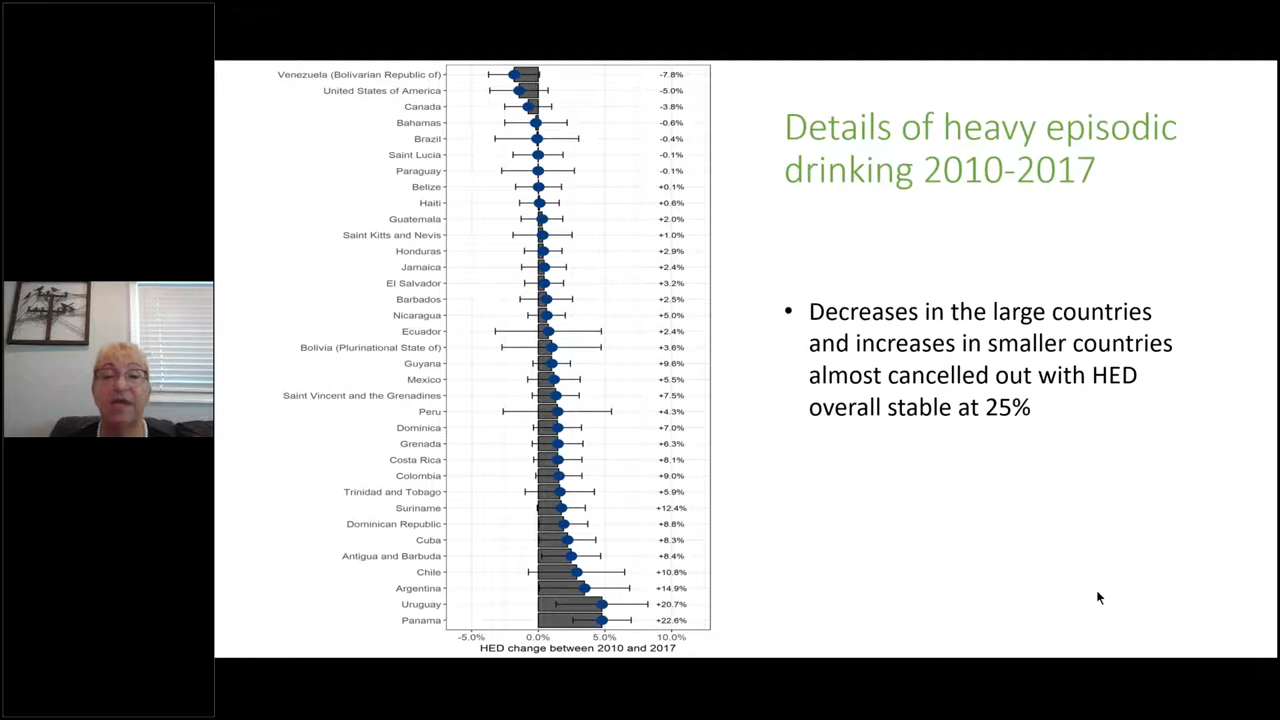 Venezuela (Bolivarian Republic of) -7.8%
United States of America -5.0%
Canada -3.8%
Bahamas -0.6%
Brazil -0.4%
Saint Lucia -0.1%
Paraguay -0.1%
Belize +0.1%
Haiti +0.6%
Guatemala +2.0%
Saint Kitts and Nevis +1.0%
Honduras +2.9%
Jamaica +2.4%
El Salvador +3.2%
Barbados +2.5%
Nicaragua +5.0%
Ecuador +2.4%
Bolivia (Plurinational State of) +3.6%
Guyana +9.6%
Mexico +5.5%
Saint Vincent and the Grenadines +7.5%
Peru +4.3%
Dominica +7.0%
Grenada +6.3%
Costa Rica +8.1%
Colombia +9.0%
Trinidad and Tobago +5.9%
Suriname +12.4%
Dominican Republic +8.8%
Cuba +8.3%
Antigua and Barbuda +8.4%
Chile +10.8%
Argentina +14.9%
Uruguay +20.7%
Panama +22.6%
-5.0% 0.0% 5.0% 10.0%
HED change between 2010 and 2017
Details of heavy episodic
drinking 2010-2017
• Decreases in the large countries
and increases in smaller countries
almost cancelled out with HED
overall stable at 25%